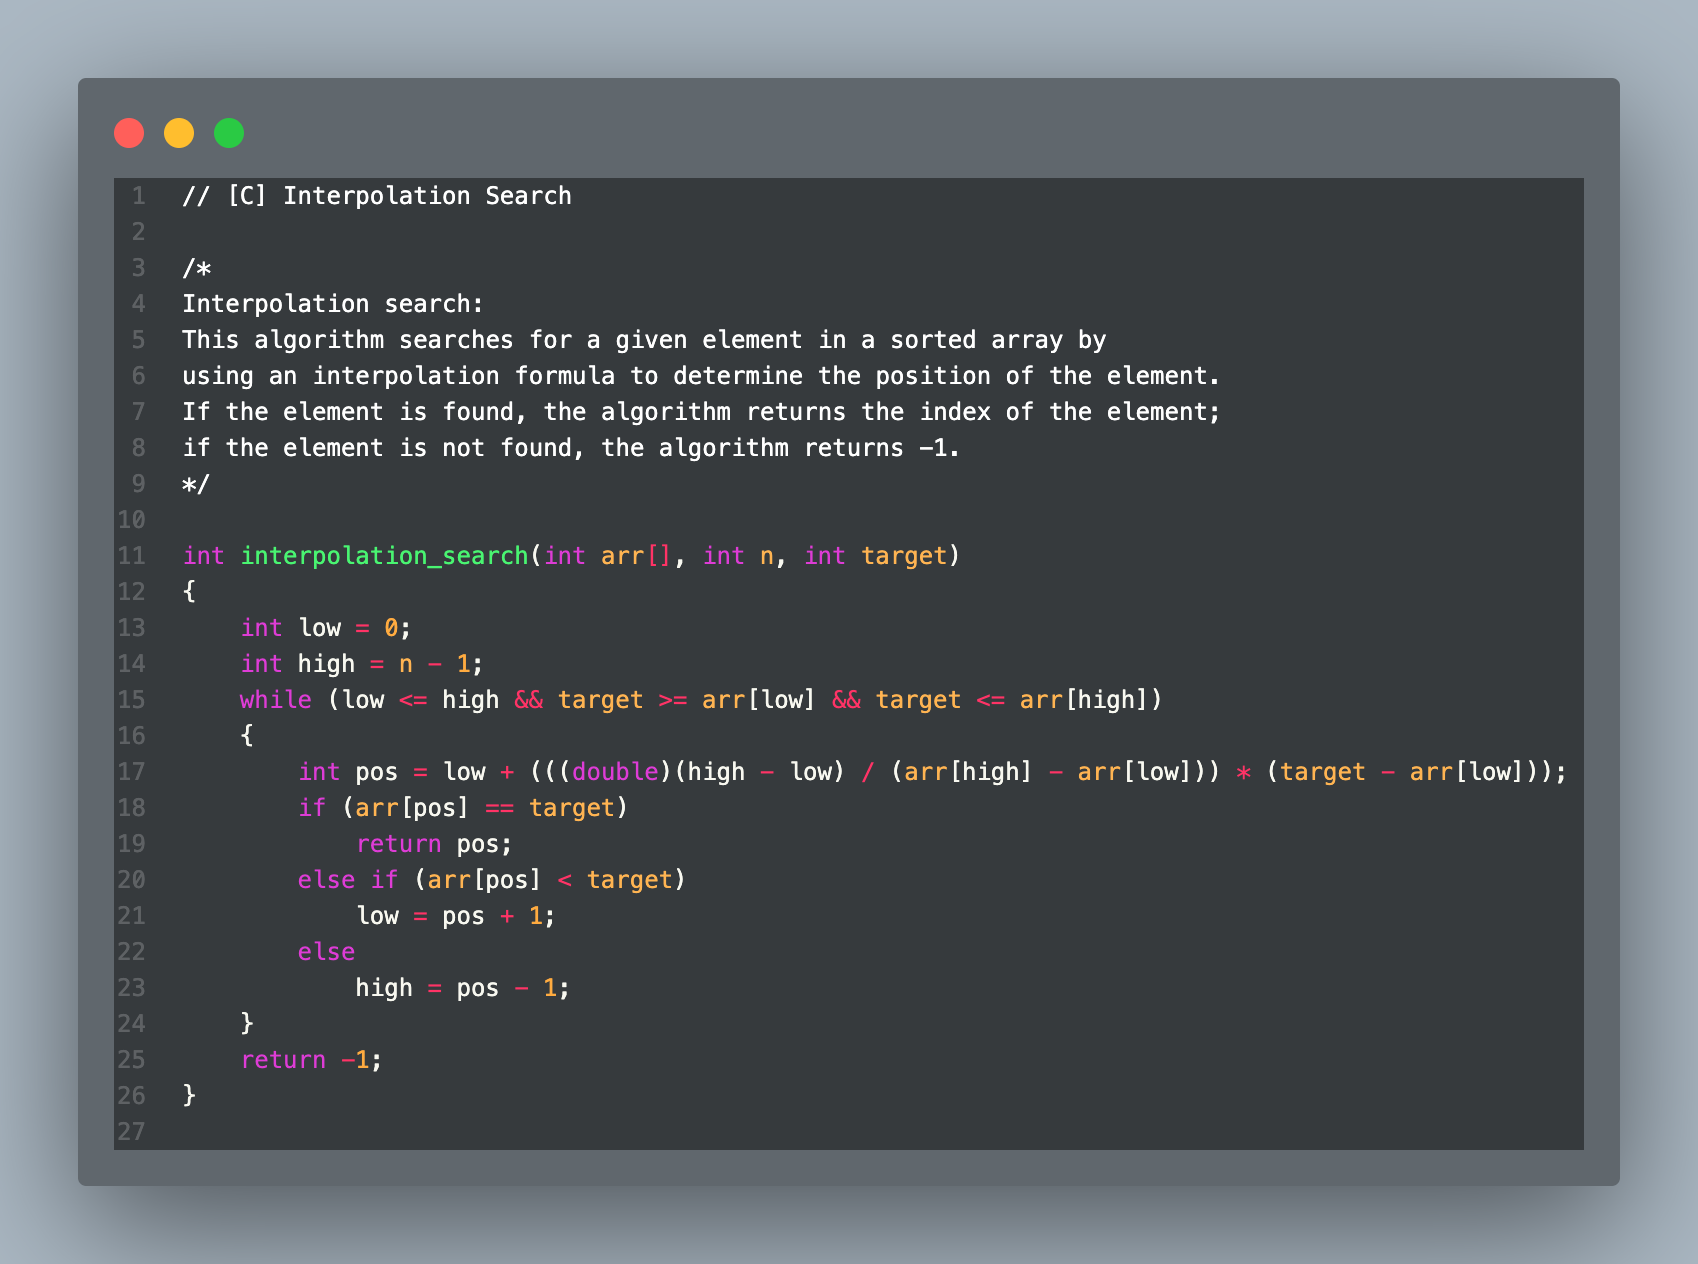 1 // [C] Interpolation Search
2
3 /*
4 Interpolation search:
5 This algorithm searches for a given element in a sorted array by
6 using an interpolation formula to determine the position of the element.
7 If the element is found, the algorithm returns the index of the element;
8 if the element is not found, the algorithm returns -1.
9 */
10
11 int interpolation_search(int arr[], int n, int target)
12 {
13     int low = 0;
14     int high = n - 1;
15     while (low <= high && target >= arr[low] && target <= arr[high])
16     {
17         int pos = low + (((double)(high - low) / (arr[high] - arr[low])) * (target - arr[low]));
18         if (arr[pos] == target)
19             return pos;
20         else if (arr[pos] < target)
21             low = pos + 1;
22         else
23             high = pos - 1;
24     }
25     return -1;
26 }
27